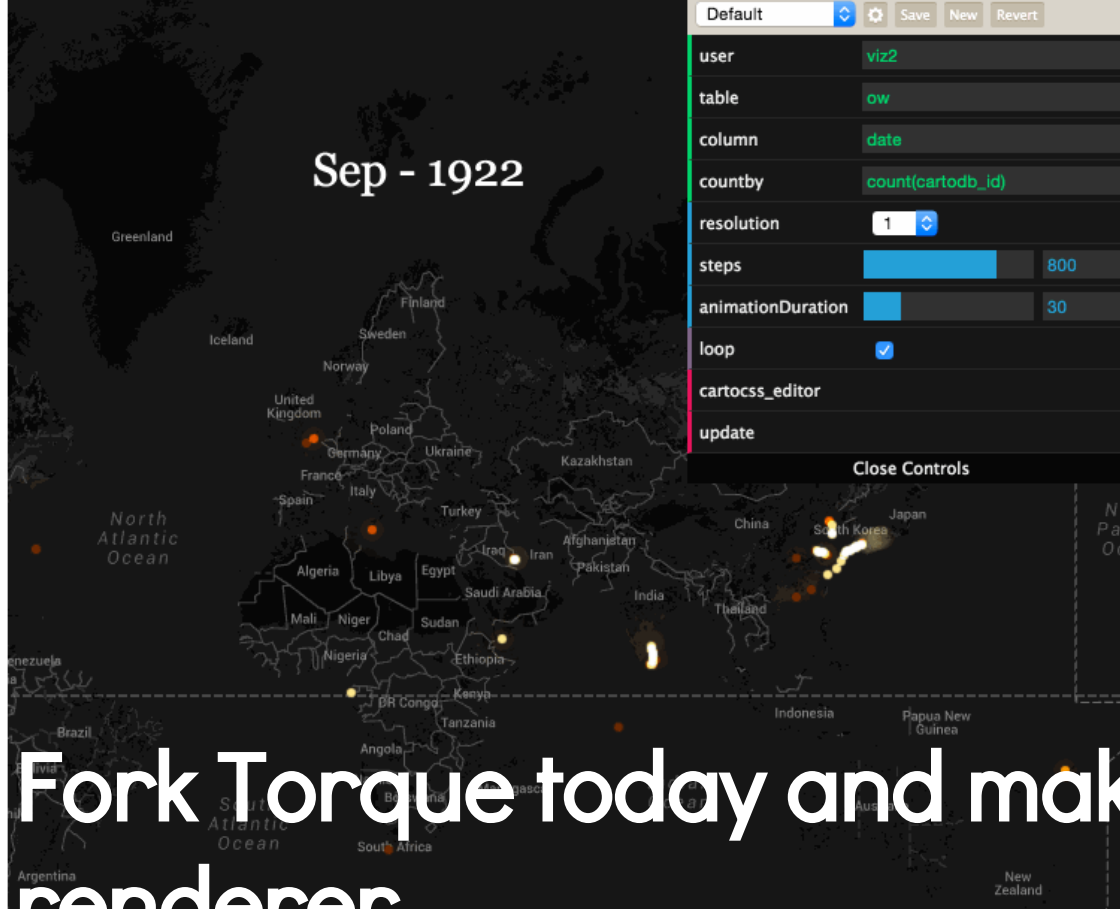 Default Save New Revert
user viz2
table ow
column date
countby count(cartodb_id)
resolution 1
steps 800
animationDuration 30
loop
cartocss_editor
update
Close Controls
Sep - 1922
Greenland
Finland
Iceland
Sweden
Norway
United
Kingdom
Poland
Germany
Ukraine
France
Kazakhstan
Italy
Spain
Turkey
China
Japan
South Korea
North
Atlantic
Ocean
Afghanistan
Iraq
Iran
Pakistan
Algeria
Libya
Egypt
Saudi Arabia
India
Thailand
Mali
Niger
Sudan
Chad
Nigeria
Ethiopia
enezuela
Kenya
DR Congo
Tanzania
Indonesia
Papua New
Guinea
Brazil
Angola
Fork Torque today and mak
South
Atlantic
Ocean
South Africa
Argentina
New
Zealand
renderer